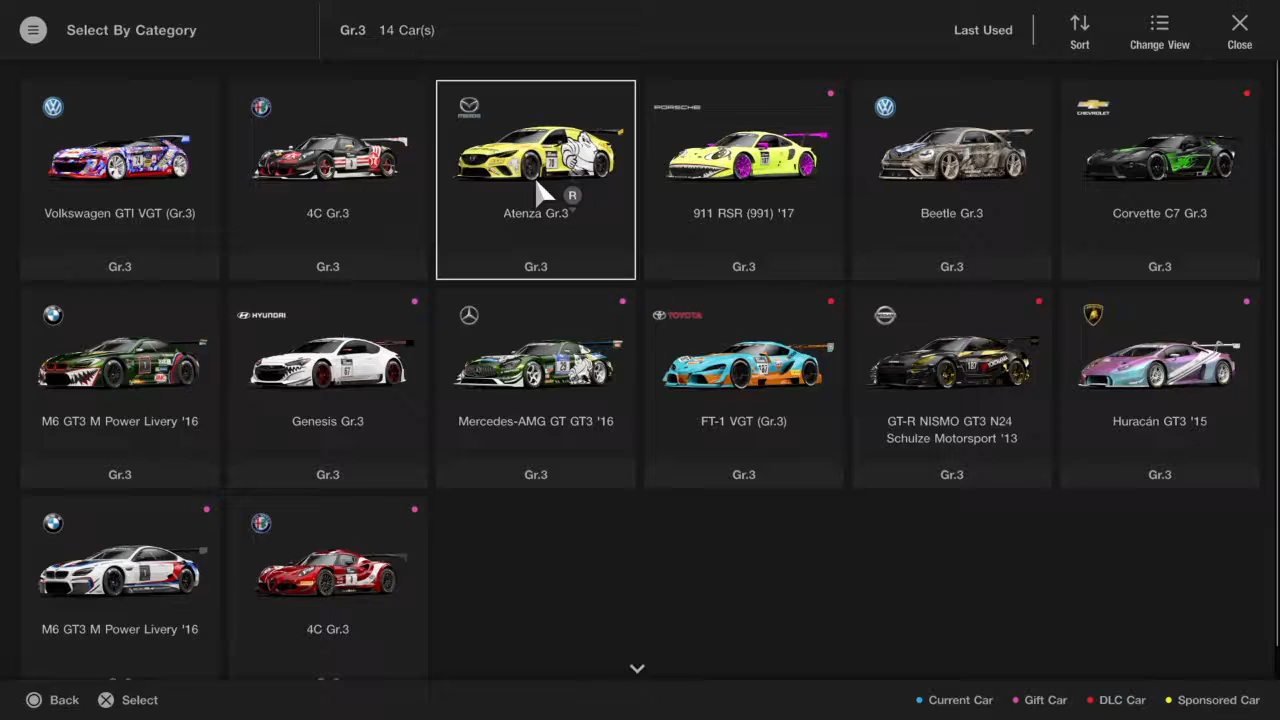 Select By Category
Gr.3 14 Car(s)
Last Used
Sort
Change View
Close
PORSCHE
CHEVROLET
mazda
R
Volkswagen GTI VGT (Gr.3)
4C Gr.3
Atenza Gr.3
911 RSR (991) '17
Beetle Gr.3
Corvette C7 Gr.3
Gr.3
Gr.3
Gr.3
Gr.3
Gr.3
Gr.3
HYUNDAI
TOYOTA
187
M6 GT3 M Power Livery '16
Genesis Gr.3
Mercedes-AMG GT GT3 '16
FT-1 VGT (Gr.3)
GT-R NISMO GT3 N24
Schulze Motorsport '13
Huracán GT3 '15
Gr.3
Gr.3
Gr.3
Gr.3
Gr.3
Gr.3
M6 GT3 M Power Livery '16
4C Gr.3
Back
Select
Current Car
Gift Car
DLC Car
Sponsored Car